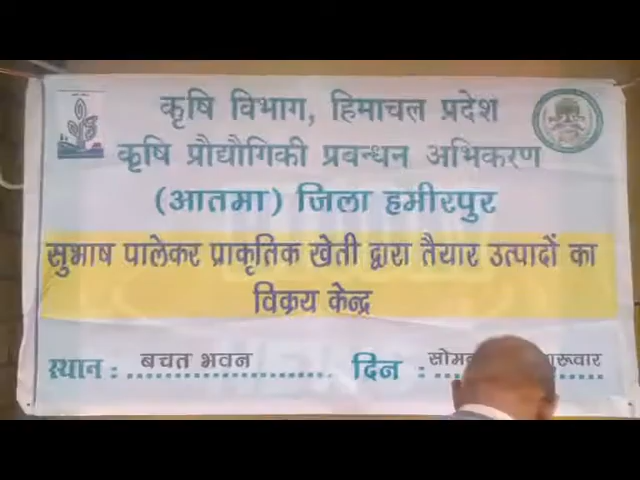 कृषि विभाग, हिमाचल प्रदेश
कृषि प्रौद्यौगिकी प्रबन्धन अभिकरण
(आतमा) जिला हमीरपुर
सुभाष पालेकर प्राकृतिक खेती द्वारा तैयार उत्पादों का
विक्रय केन्द्र
स्थान : बचत भवन दिन :